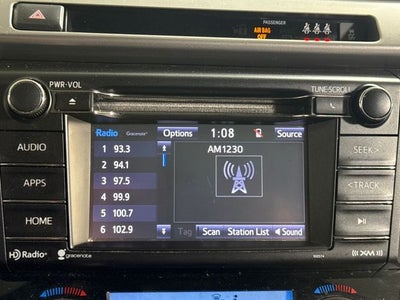 PASSENGER
AIR BAG
OFF
PWR·VOL
TUNE·SCROLL
Radio Gracenote Options 1:08 Source
AUDIO
APPS
HOME
1 93.3
2 94.1
3 97.5
4 99.9
5 100.7
6 102.9
AM1230
Tag Scan Station List Sound
SEEK >
< TRACK
HD Radio gracenote
((XM))